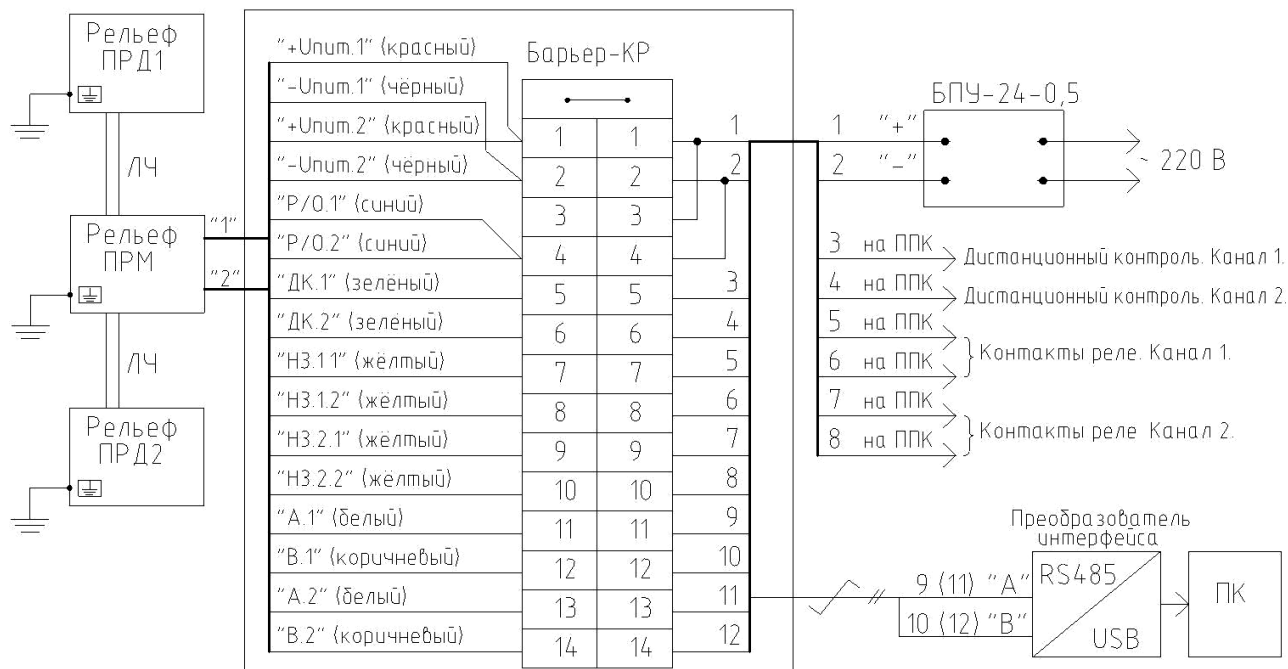 Рельеф
ПРД1
ЛЧ
Рельеф
ПРМ
"1"
"2"
ЛЧ
Рельеф
ПРД2
"+Uпит.1" (красный)
"-Uпит.1" (чёрный)
"+Uпит.2" (красный)
"-Uпит.2" (чёрный)
"Р/О.1" (синий)
"Р/О.2" (синий)
"ДК.1" (зелёный)
"ДК.2" (зелёный)
"НЗ.1 1" (жёлтый)
"НЗ.1.2" (жёлтый)
"НЗ.2.1" (жёлтый)
"НЗ.2.2" (жёлтый)
"А.1" (белый)
"В.1" (коричневый)
"А.2" (белый)
"В.2" (коричневый)
Барьер-КР
1 1
2 2
3 3
4 4
5 5
6 6
7 7
8 8
9 9
10 10
11 11
12 12
13 13
14 14
1
2
3
4
5
6
7
8
9
10
11
12
БПУ-24-0,5
1 "+"
2 "-"
~ 220 В
3 на ППК
Дистанционный контроль. Канал 1.
4 на ППК
Дистанционный контроль. Канал 2.
5 на ППК
6 на ППК
Контакты реле. Канал 1.
7 на ППК
8 на ППК
Контакты реле Канал 2.
Преобразователь
интерфейса
9 (11) "А"
10 (12) "В"
RS485
USB
ПК